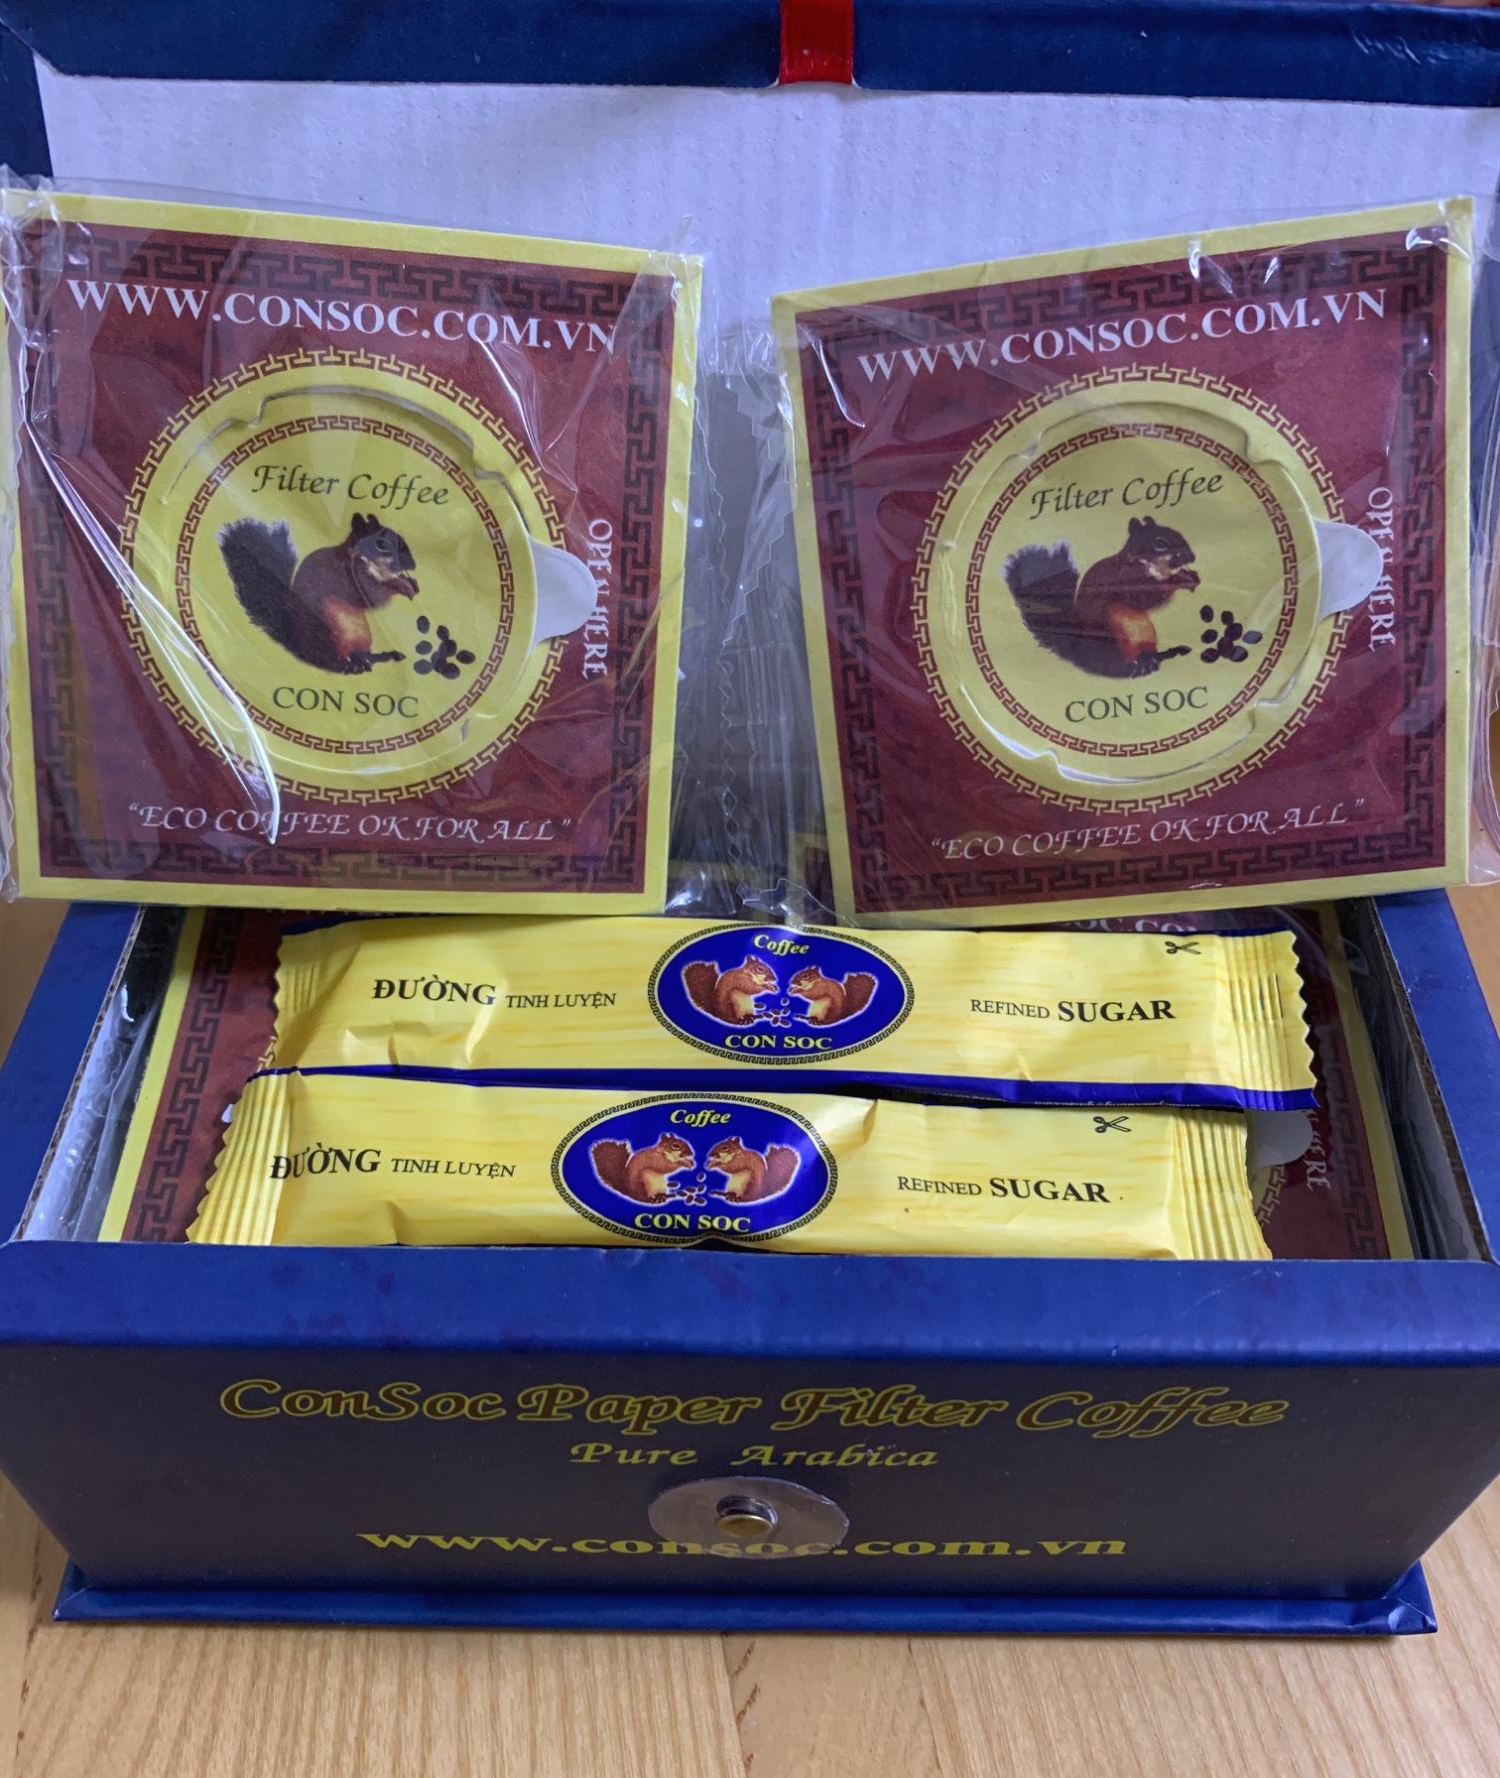 WWW.CONSOC.COM.VN
Filter Coffee
CON SOC
OPEN HERE
"ECO COFFEE OK FOR ALL"
WWW.CONSOC.COM.VN
Filter Coffee
CON SOC
OPEN HERE
"ECO COFFEE OK FOR ALL"
ĐƯỜNG TINH LUYỆN
Coffee
CON SOC
REFINED SUGAR
ĐƯỜNG TINH LUYỆN
Coffee
CON SOC
REFINED SUGAR
ConSoc Paper Filter Coffee
Pure Arabica
www.consoc.com.vn